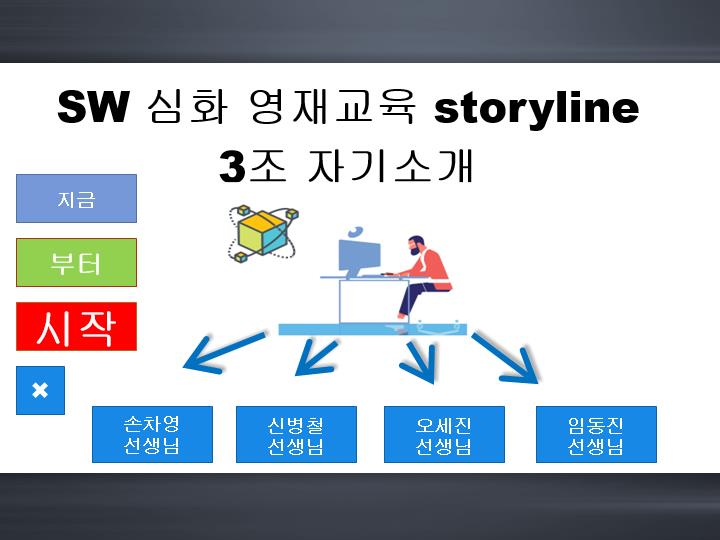 SW 심화 영재교육 storyline
3조 자기소개
지금
부터
시작
✖
손차영
선생님
신병철
선생님
오세진
선생님
임동진
선생님